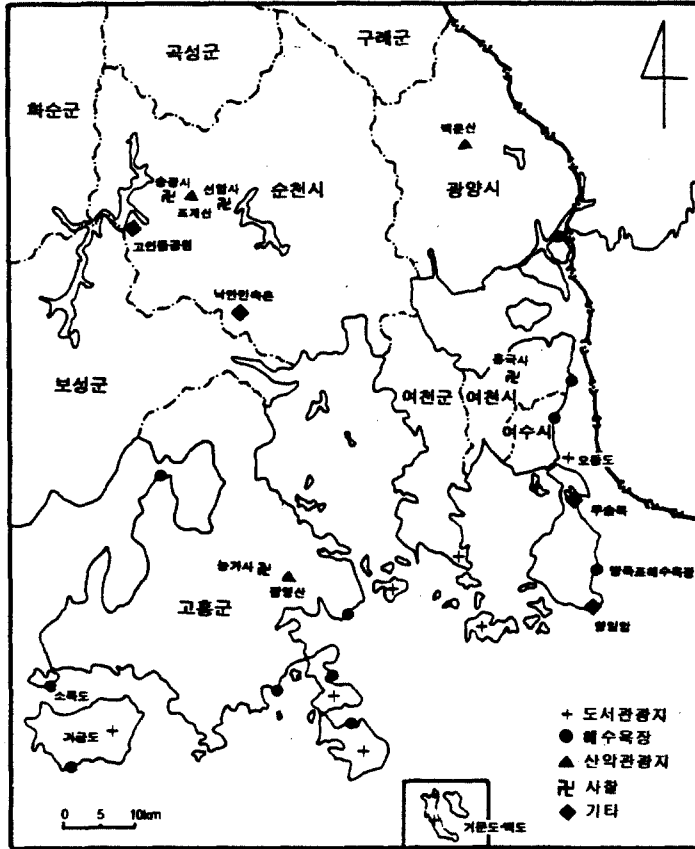 구례군
곡성군
화순군
백운산
송광사
선암사
순천시
광양시
조계산
고인돌공원
낙안민속촌
흥국사
보성군
여천군
여천시
여수시
오동도
무슬목
능가사
팔영산
방죽포해수욕장
고흥군
향일암
소록도
거금도
+ 도서관광지
● 해수욕장
▲ 산악관광지
卍 사찰
◆ 기타
0 5 10km
거문도·백도